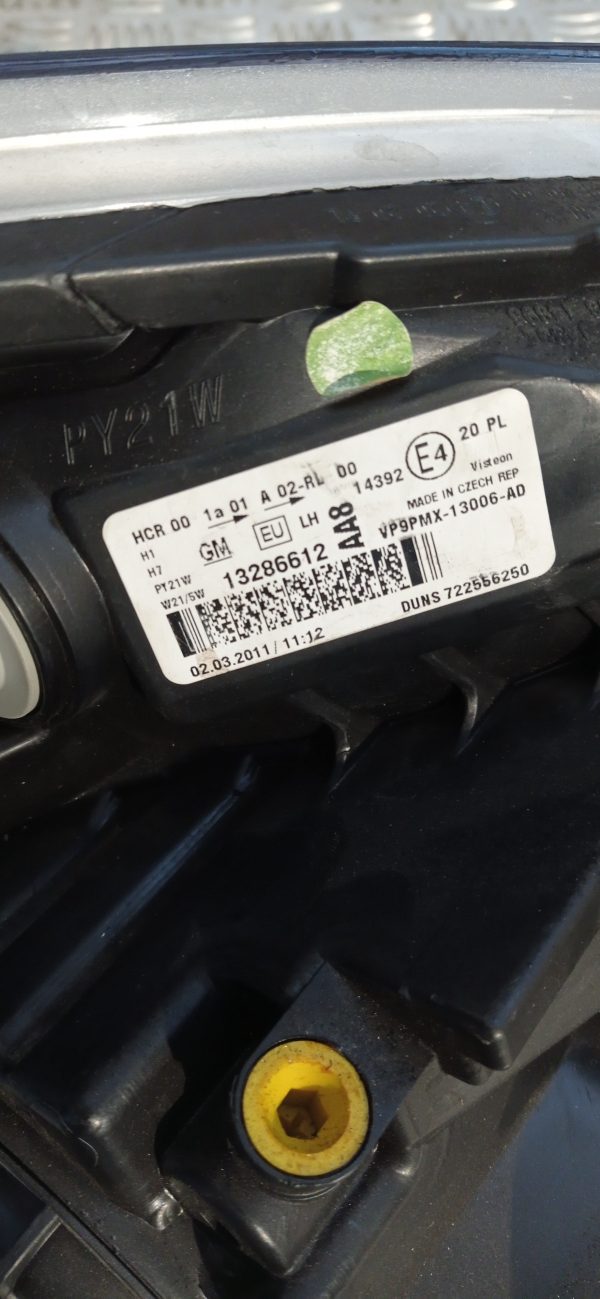 PY21W
HCR 00 1a 01 A 02-RL 00 14392 E4 20 PL
H1 GM EU LH AA8 Visteon
H7 MADE IN CZECH REP
PY21W 13286612 VP9PMX-13006-AD
W21/5W
02.03.2011/ 11:12 DUNS 722556250